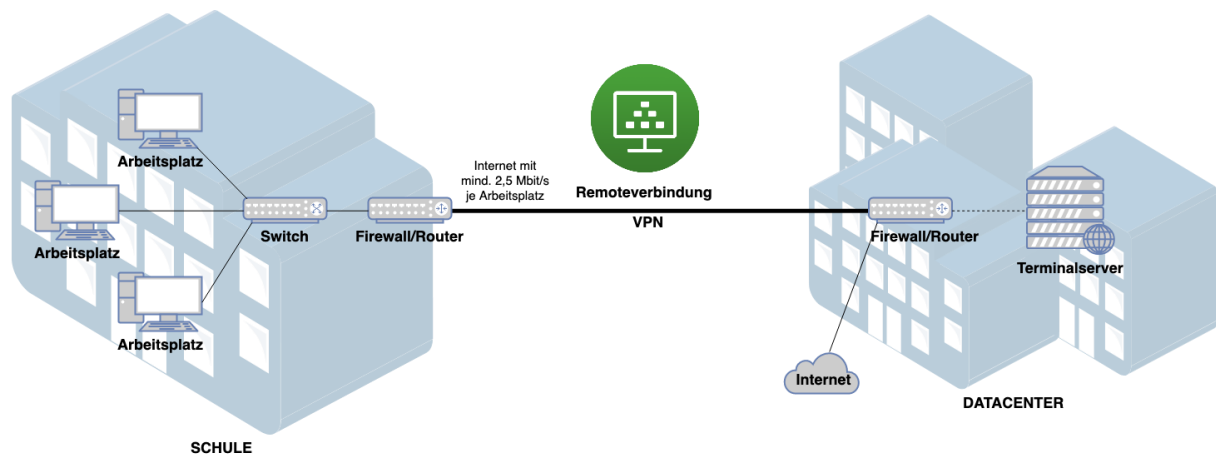 Arbeitsplatz
Arbeitsplatz
Arbeitsplatz
Switch
Firewall/Router
Internet mit
mind. 2,5 Mbit/s
je Arbeitsplatz
Remoteverbindung
VPN
Firewall/Router
Terminalserver
Internet
SCHULE
DATACENTER